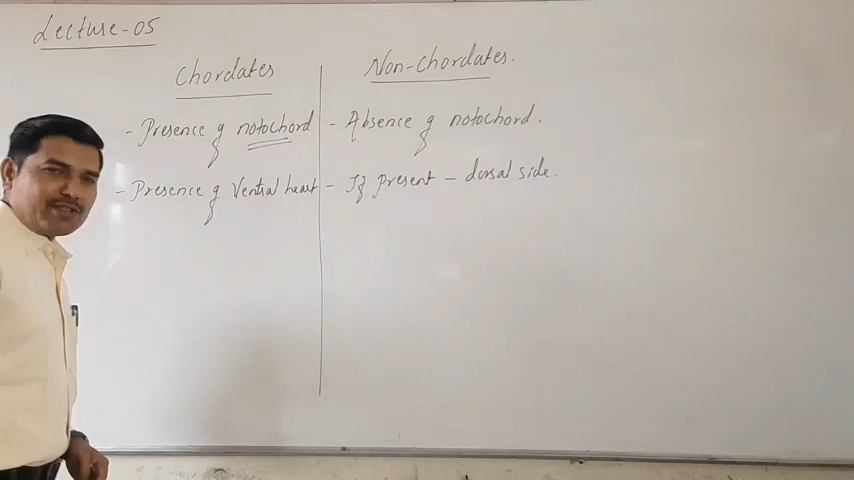 Lecture-05
Chordates
Non-chordates.
- Presence of notochord
- Absence of notochord.
- Presence of Ventral heart
- If present - dorsal side.